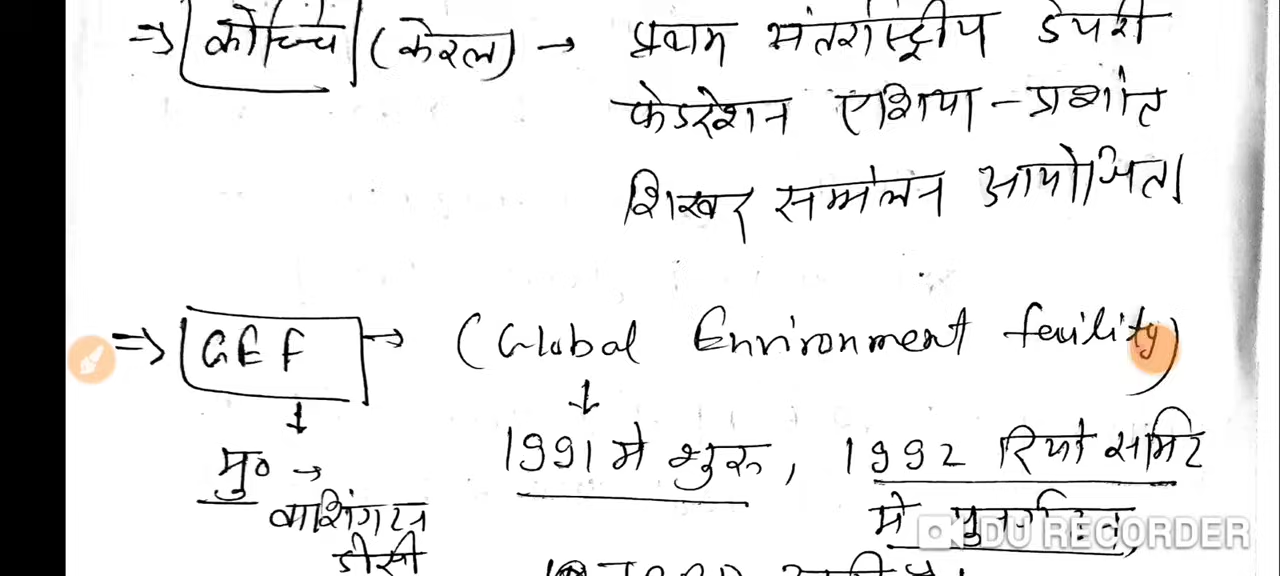 ⇒ कोच्चि (केरल) → प्रथम अंतर्राष्ट्रीय डेयरी
फेडरेशन एशिया-प्रशांत
शिखर सम्मेलन आयोजित।
⇒ GEF → (Global Environment fecility)
↓ ↓
मु० → 1991 मे शुरू, 1992 रियो समिट
वाशिंगटन मे पुनर्गठित,
डीसी
DU RECORDER